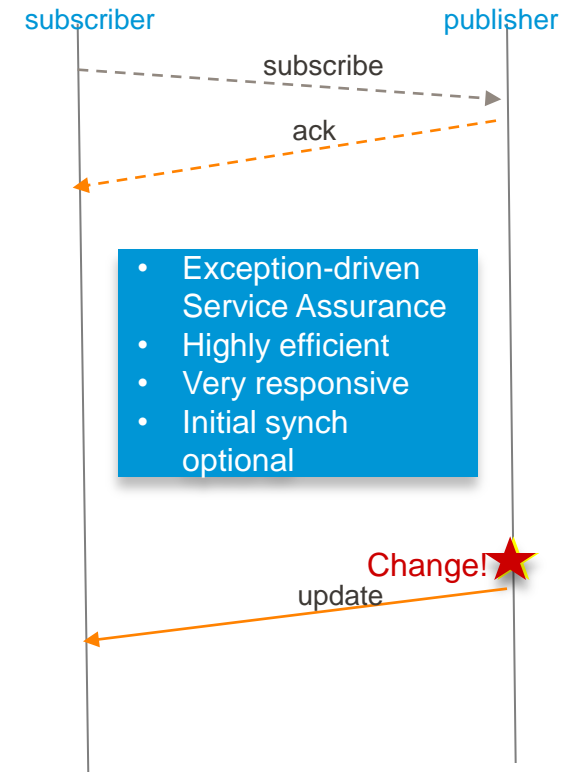 subscriber
publisher
subscribe
ack
• Exception-driven
Service Assurance
• Highly efficient
• Very responsive
• Initial synch
optional
Change!
update